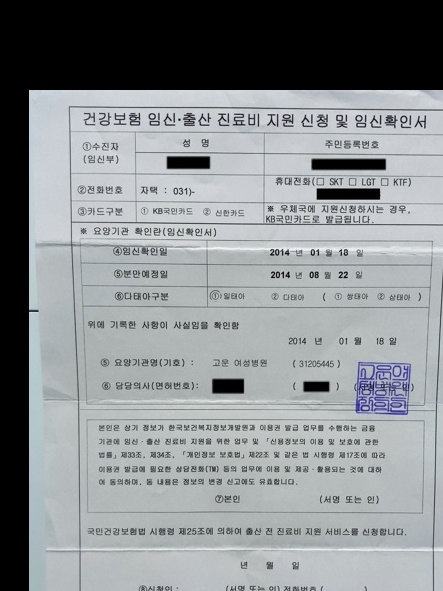 건강보험 임신·출산 진료비 지원 신청 및 임신확인서
①수진자
(임신부)
성 명
주민등록번호
②전화번호
자택 : 031)-
휴대전화(□ SKT □ LGT □ KTF)
③카드구분
① KB국민카드 ② 신한카드
※ 우체국에 지원신청하시는 경우,
KB국민카드로 발급됩니다.
※ 요양기관 확인란(임신확인서)
④임신확인일
2014 년 01 월 18 일
⑤분만예정일
2014 년 08 월 22 일
⑥다태아구분
①일태아 ② 다태아 ( ① 쌍태아 ② 삼태아 )
위에 기록한 사항이 사실임을 확인함
2014 년 01 월 18 일
⑤ 요양기관명(기호) : 고운 여성병원 ( 31205445 )
⑥ 담당의사(면허번호) : ( )
본인은 상기 정보가 한국보건복지정보개발원과 이용권 발급 업무를 수행하는 금융
기관에 임신·출산 진료비 지원을 위한 업무 및 「신용정보의 이용 및 보호에 관한
법률」제33조, 제34조, 「개인정보 보호법」제22조 및 같은 법 시행령 제17조에 따라
이용권 발급에 필요한 상담전화(TM) 등의 업무에 이용 및 제공·활용되는 것에 대하
여 동의하며, 동 내용은 정보의 변경 신고에도 유효합니다.
⑦본인 (서명 또는 인)
국민건강보험법 시행령 제25조에 의하여 출산 전 진료비 지원 서비스를 신청합니다.
년 월 일
⑧신청인 : (서명 또는 인) 전화번호 ( )